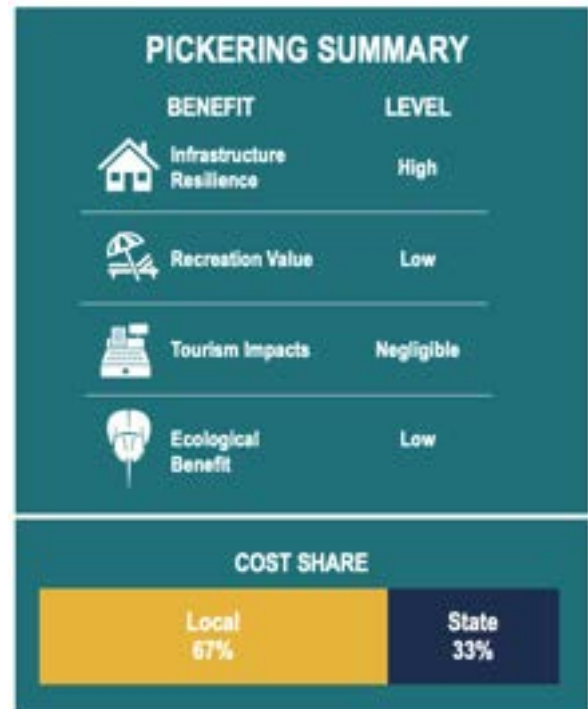 PICKERING SUMMARY
BENEFIT LEVEL
Infrastructure
Resilience
High
Recreation Value Low
Tourism Impacts Negligible
Ecological
Benefit
Low
COST SHARE
Local
67%
State
33%